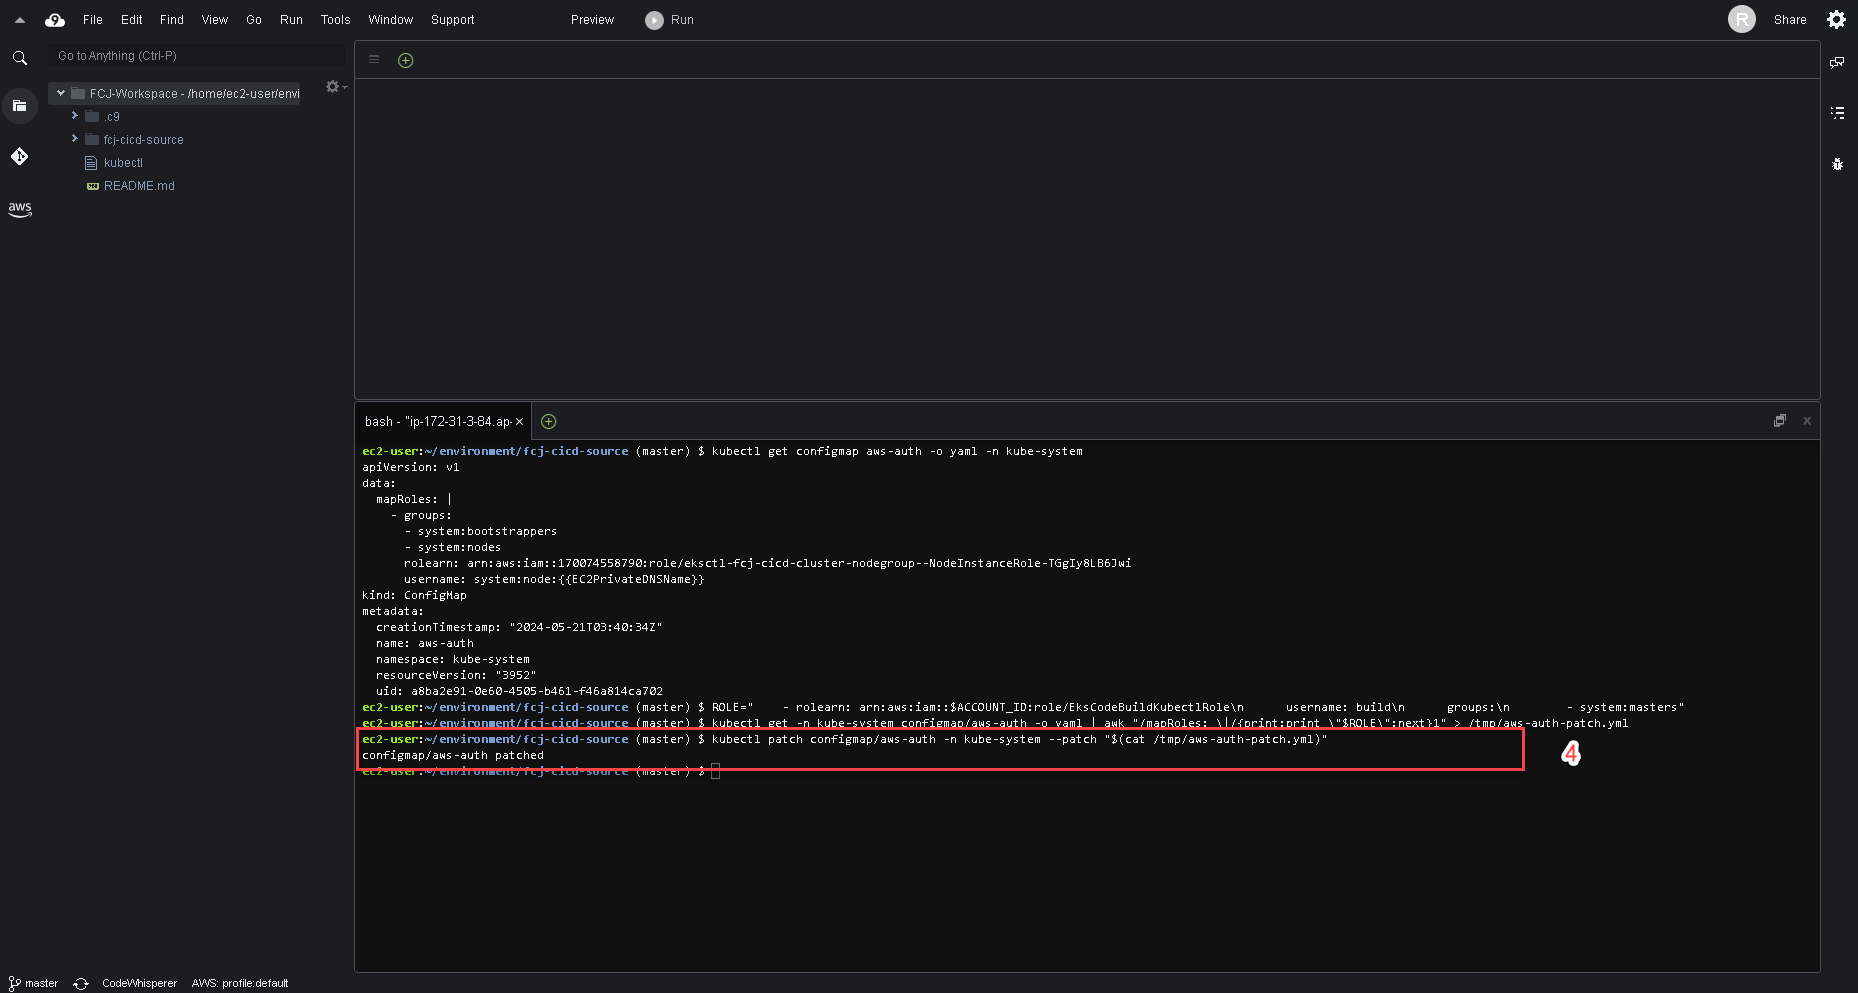 9 File Edit Find View Go Run Tools Window Support Preview Run R Share
Go to Anything (Ctrl-P)
FCJ-Workspace - /home/ec2-user/envi
.c9
fcj-cicd-source
kubectl
README.md
aws
bash - "ip-172-31-3-84.ap-
ec2-user:~/environment/fcj-cicd-source (master) $ kubectl get configmap aws-auth -o yaml -n kube-system
apiVersion: v1
data:
  mapRoles: |
    - groups:
      - system:bootstrappers
      - system:nodes
      rolearn: arn:aws:iam::170074558790:role/eksctl-fcj-cicd-cluster-nodegroup--NodeInstanceRole-TGgIy8LB6Jwi
      username: system:node:{{EC2PrivateDNSName}}
kind: ConfigMap
metadata:
  creationTimestamp: "2024-05-21T03:40:34Z"
  name: aws-auth
  namespace: kube-system
  resourceVersion: "3952"
  uid: a8ba2e91-0e60-4505-b461-f46a814ca702
ec2-user:~/environment/fcj-cicd-source (master) $ ROLE="    - rolearn: arn:aws:iam::$ACCOUNT_ID:role/EksCodeBuildKubectlRole\n      username: build\n      groups:\n        - system:masters"
ec2-user:~/environment/fcj-cicd-source (master) $ kubectl get -n kube-system configmap/aws-auth -o yaml | awk "/mapRoles: \|/{print;print \"$ROLE\";next}1" > /tmp/aws-auth-patch.yml
ec2-user:~/environment/fcj-cicd-source (master) $ kubectl patch configmap/aws-auth -n kube-system --patch "$(cat /tmp/aws-auth-patch.yml)"
configmap/aws-auth patched
4
ec2-user:~/environment/fcj-cicd-source (master) $
master CodeWhisperer AWS: profile:default